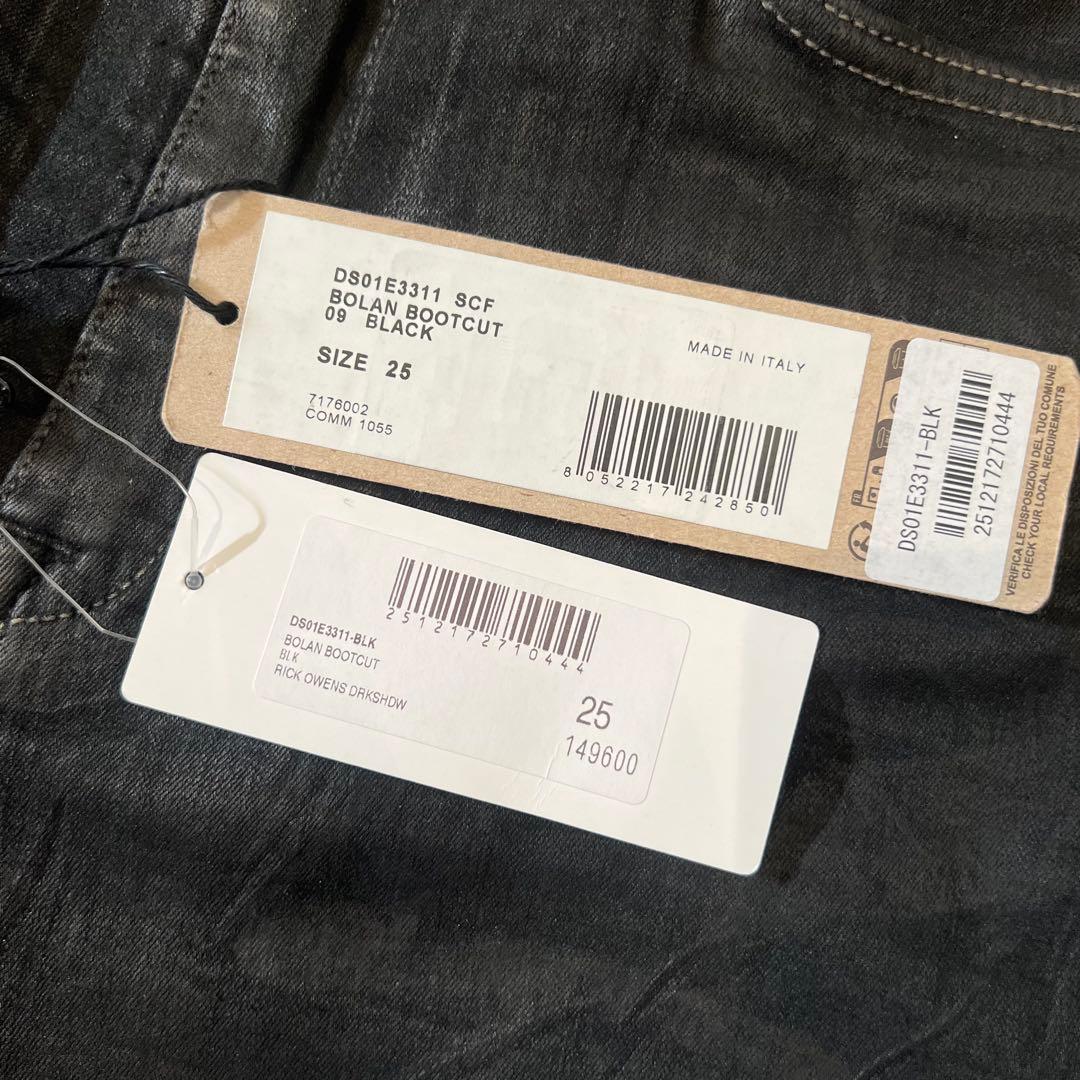 DS01E3311 SCF
BOLAN BOOTCUT
09 BLACK
SIZE 25
7176002
COMM 1055
MADE IN ITALY
8 052217 242850
FR
DS01E3311-BLK
2512172710444
VERIFICA LE DISPOSIZIONI DEL TUO COMUNE
CHECK YOUR LOCAL REQUIREMENTS
2512172710444
DS01E3311-BLK
BOLAN BOOTCUT
BLK
RICK OWENS DRKSHDW
25
149600